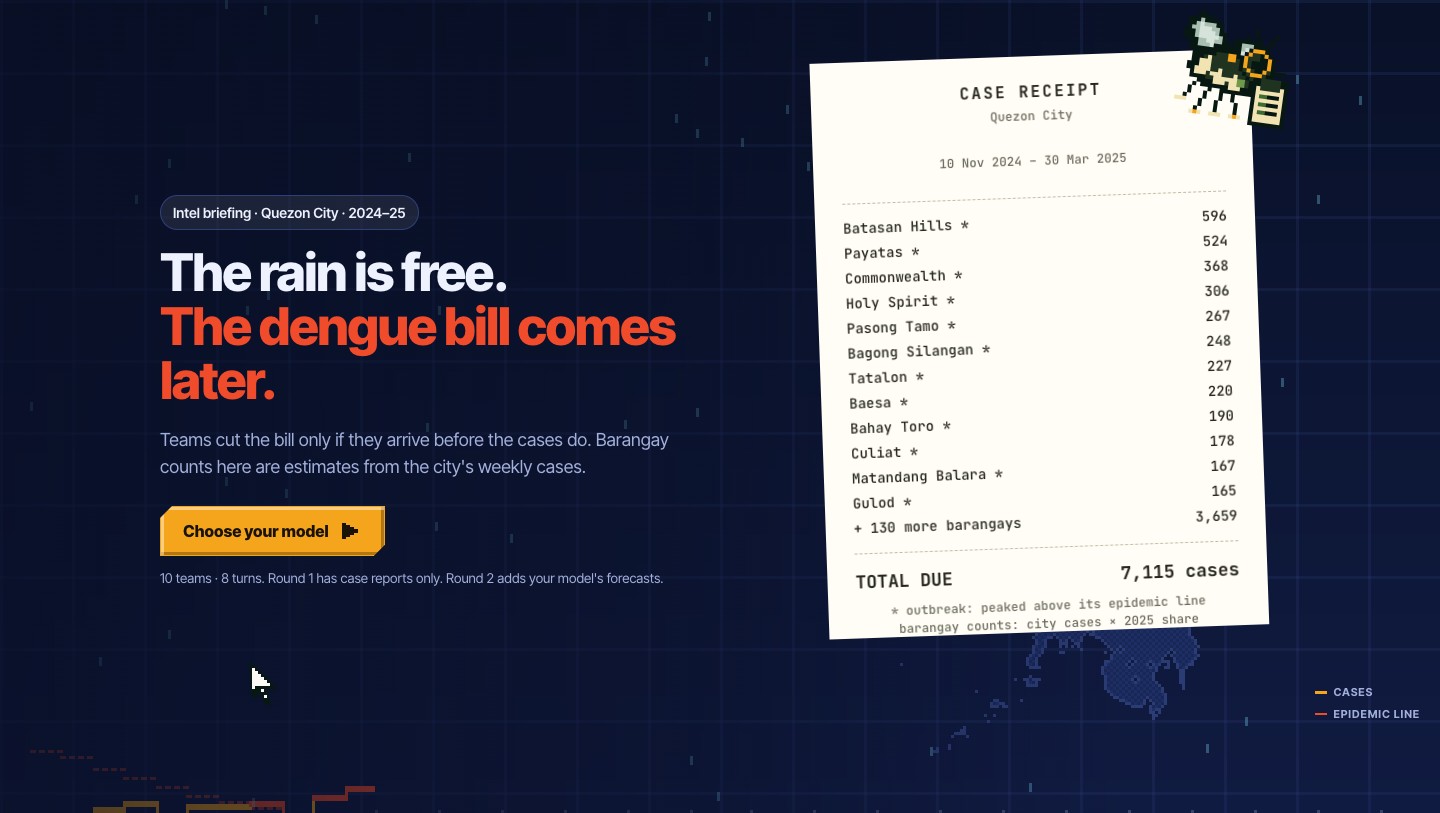 Intel briefing · Quezon City · 2024–25
The rain is free.
The dengue bill comes
later.
Teams cut the bill only if they arrive before the cases do. Barangay
counts here are estimates from the city's weekly cases.
Choose your model
10 teams · 8 turns. Round 1 has case reports only. Round 2 adds your model's forecasts.
CASE RECEIPT
Quezon City
10 Nov 2024 – 30 Mar 2025
Batasan Hills * 596
Payatas * 524
Commonwealth * 368
Holy Spirit * 306
Pasong Tamo * 267
Bagong Silangan * 248
Tatalon * 227
Baesa * 220
Bahay Toro * 190
Culiat * 178
Matandang Balara * 167
Gulod * 165
+ 130 more barangays 3,659
TOTAL DUE 7,115 cases
* outbreak: peaked above its epidemic line
barangay counts: city cases × 2025 share
CASES
EPIDEMIC LINE